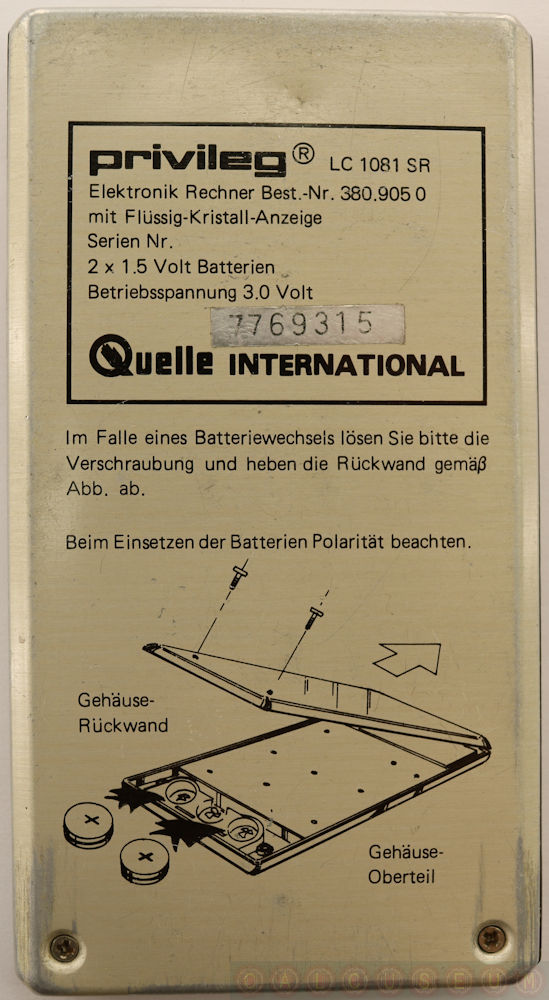 privileg® LC 1081 SR
Elektronik Rechner Best.-Nr. 380.905 0
mit Flüssig-Kristall-Anzeige
Serien Nr.
2 x 1.5 Volt Batterien
Betriebsspannung 3.0 Volt
7769315
Quelle INTERNATIONAL
Im Falle eines Batteriewechsels lösen Sie bitte die
Verschraubung und heben die Rückwand gemäß
Abb. ab.
Beim Einsetzen der Batterien Polarität beachten.
Gehäuse-
Rückwand
Gehäuse-
Oberteil